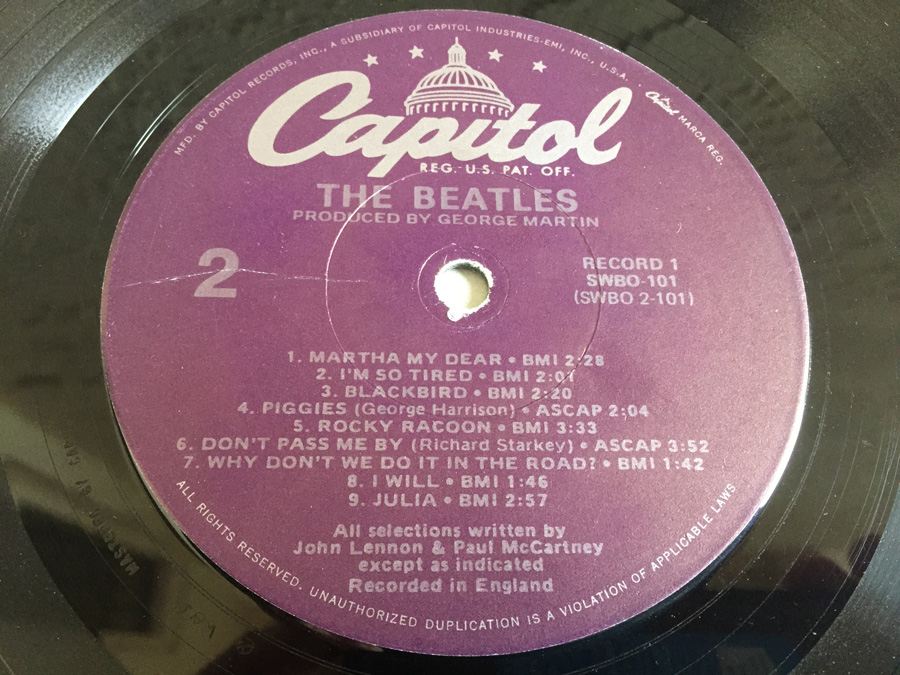 MFD. BY CAPITOL RECORDS, INC., A SUBSIDIARY OF CAPITOL INDUSTRIES-EMI, INC., U.S.A.
Capitol MARCA REG.
Capitol
REG. U.S. PAT. OFF.
THE BEATLES
PRODUCED BY GEORGE MARTIN
2
RECORD 1
SWBO-101
(SWBO 2-101)
1. MARTHA MY DEAR • BMI 2:28
2. I'M SO TIRED • BMI 2:01
3. BLACKBIRD • BMI 2:20
4. PIGGIES (George Harrison) • ASCAP 2:04
5. ROCKY RACOON • BMI 3:33
6. DON'T PASS ME BY (Richard Starkey) • ASCAP 3:52
7. WHY DON'T WE DO IT IN THE ROAD? • BMI 1:42
8. I WILL • BMI 1:46
9. JULIA • BMI 2:57
All selections written by
John Lennon & Paul McCartney
except as indicated
Recorded in England
ALL RIGHTS RESERVED. UNAUTHORIZED DUPLICATION IS A VIOLATION OF APPLICABLE LAWS